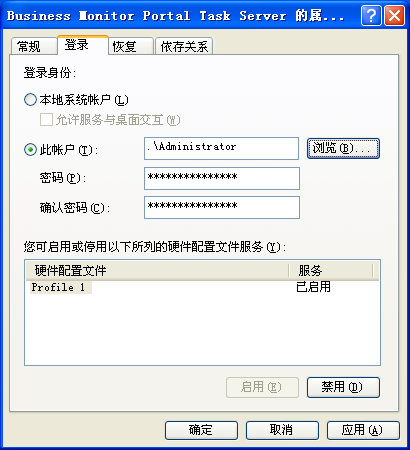 Business Monitor Portal Task Server 的属...
常规 登录 恢复 依存关系
登录身份:
本地系统帐户(L)
允许服务与桌面交互(W)
此帐户(T): .\Administrator 浏览(B)...
密码(P): ***************
确认密码(C): ***************
您可启用或停用以下所列的硬件配置文件服务(Y):
硬件配置文件 服务
Profile 1 已启用
启用(E) 禁用(D)
确定 取消 应用(A)